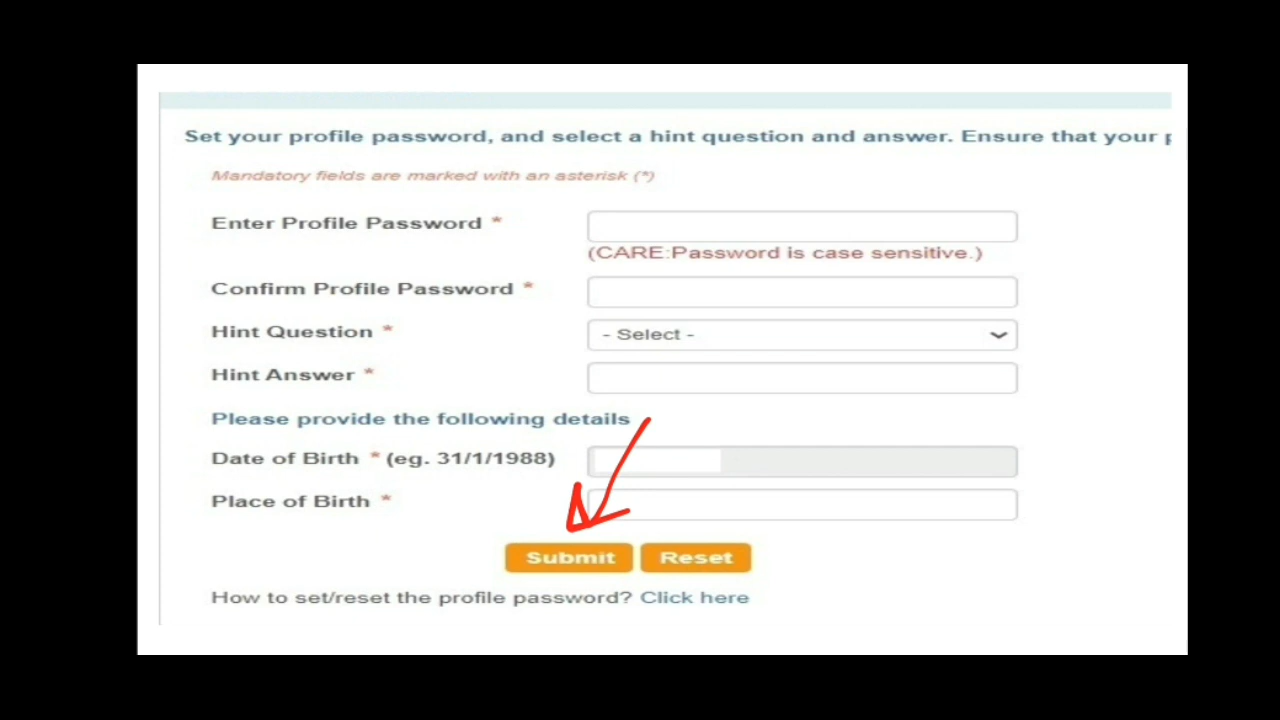 Set your profile password, and select a hint question and answer. Ensure that your
Mandatory fields are marked with an asterisk (*)
Enter Profile Password *
(CARE:Password is case sensitive.)
Confirm Profile Password *
Hint Question * - Select -
Hint Answer *
Please provide the following details
Date of Birth * (eg. 31/1/1988)
Place of Birth *
Submit Reset
How to set/reset the profile password? Click here